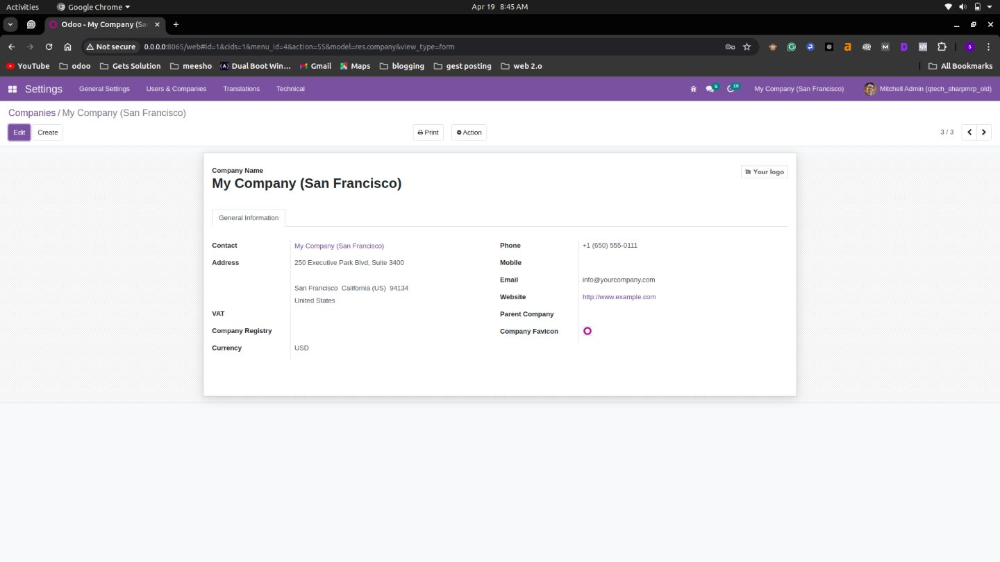 Activities Google Chrome Apr 19 8:45 AM
Odoo - My Company (Sa
Not secure 0.0.0.0:8065/web#id=1&cids=1&menu_id=4&action=55&model=res.company&view_type=form
YouTube odoo Gets Solution meesho Dual Boot Win... Gmail Maps blogging gest posting web 2.o All Bookmarks
Settings General Settings Users & Companies Translations Technical 5 10 My Company (San Francisco) Mitchell Admin (qtech_sharpmrp_old)
Companies / My Company (San Francisco)
Edit Create Print Action 3 / 3
Company Name Your logo
My Company (San Francisco)
General Information
Contact My Company (San Francisco) Phone +1 (650) 555-0111
Address 250 Executive Park Blvd, Suite 3400 Mobile
Email info@yourcompany.com
San Francisco California (US) 94134
Website http://www.example.com
United States
VAT Parent Company
Company Registry Company Favicon
Currency USD